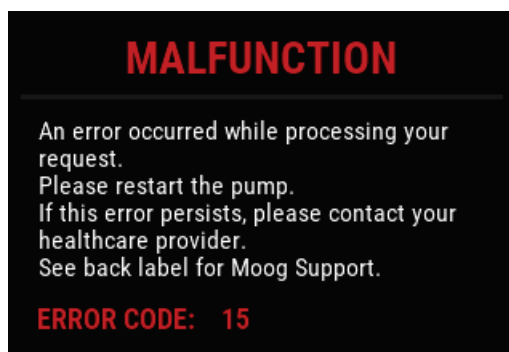 MALFUNCTION
An error occurred while processing your
request.
Please restart the pump.
If this error persists, please contact your
healthcare provider.
See back label for Moog Support.
ERROR CODE: 15